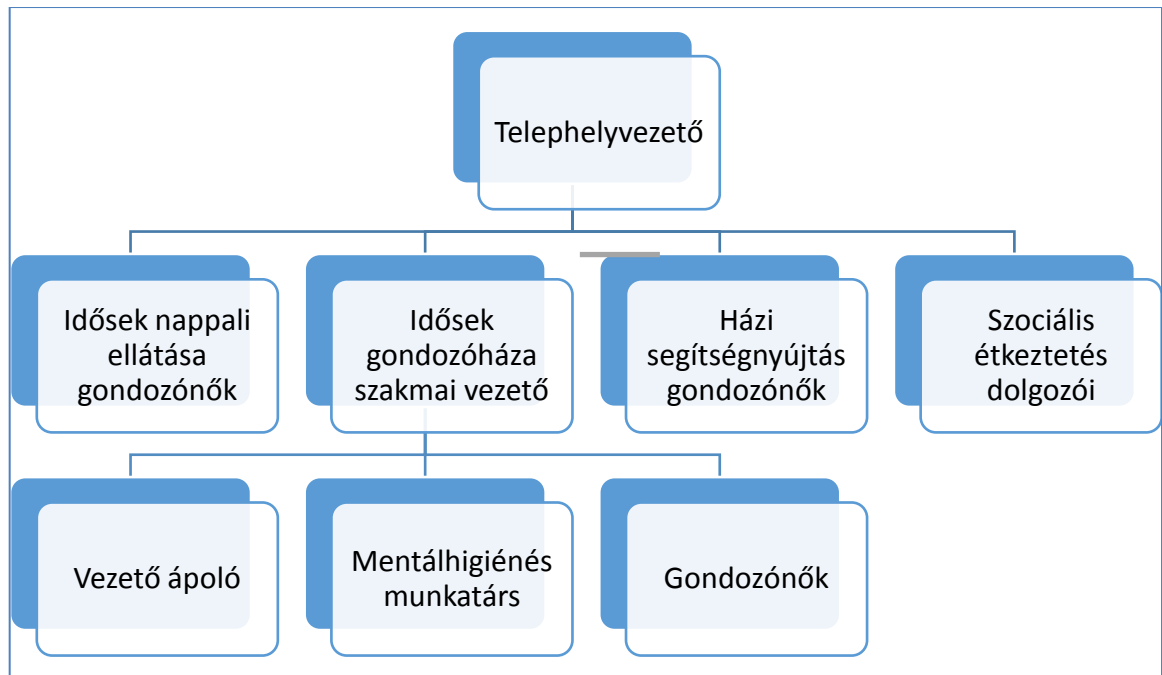 Telephelyvezető
Idősek nappali
ellátása
gondozónők
Idősek
gondozóháza
szakmai vezető
Házi
segítségnyújtás
gondozónők
Szociális
étkeztetés
dolgozói
Vezető ápoló
Mentálhigiénés
munkatárs
Gondozónők